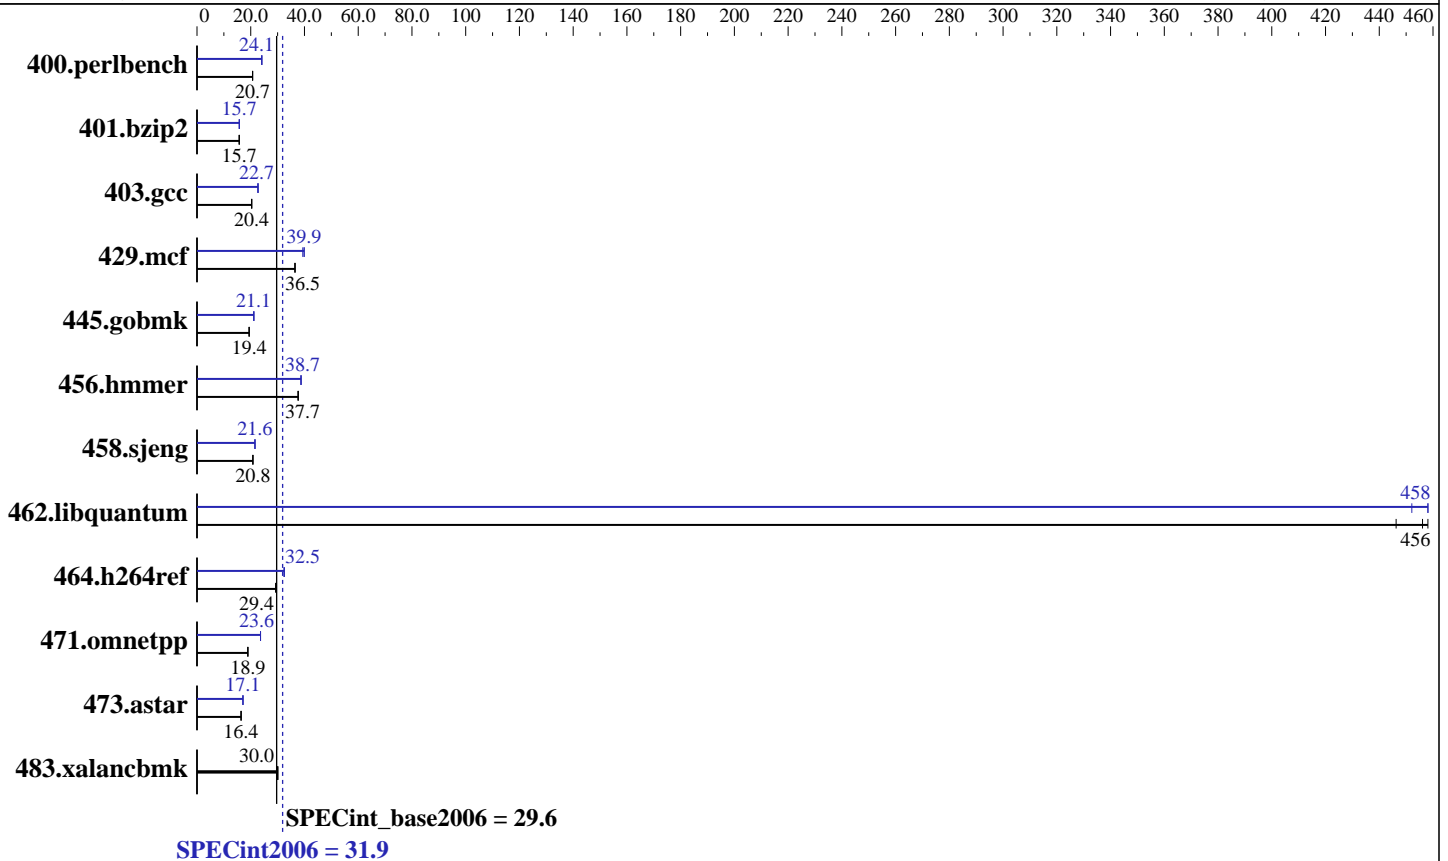 0 20.0 40.0 60.0 80.0 100 120 140 160 180 200 220 240 260 280 300 320 340 360 380 400 420 440 460
24.1
400.perlbench
20.7
15.7
401.bzip2
15.7
22.7
403.gcc
20.4
39.9
429.mcf
36.5
21.1
445.gobmk
19.4
38.7
456.hmmer
37.7
21.6
458.sjeng
20.8
458
462.libquantum
456
32.5
464.h264ref
29.4
23.6
471.omnetpp
18.9
17.1
473.astar
16.4
30.0
483.xalancbmk
SPECint_base2006 = 29.6
SPECint2006 = 31.9